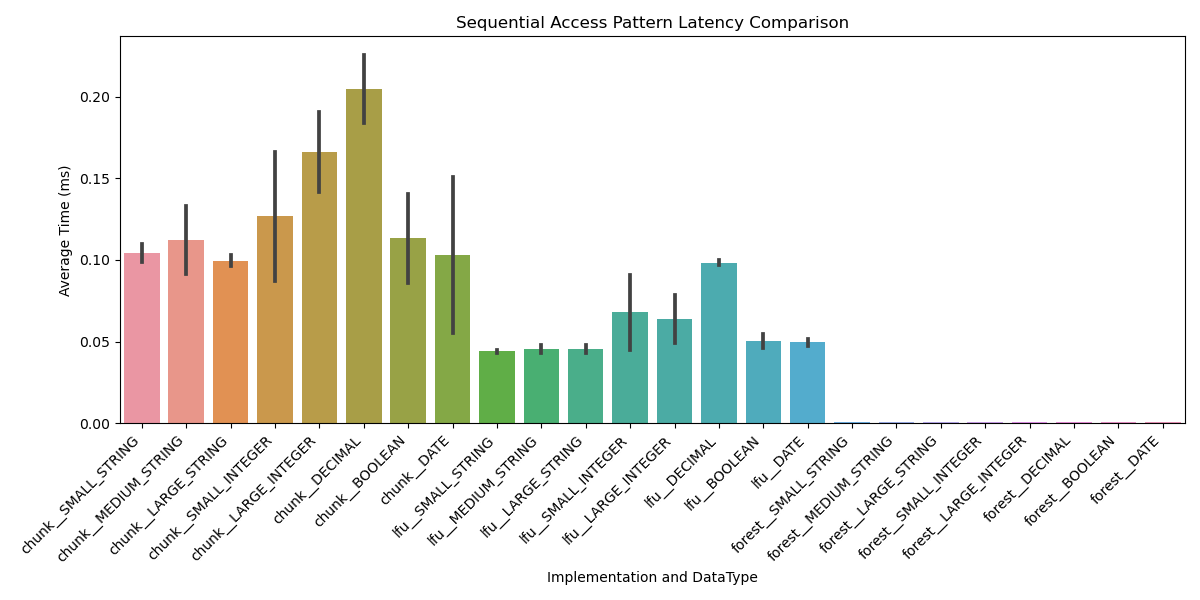 Sequential Access Pattern Latency Comparison
Average Time (ms)
0.20
0.15
0.10
0.05
0.00
chunk__SMALL_STRING
chunk__MEDIUM_STRING
chunk__LARGE_STRING
chunk__SMALL_INTEGER
chunk__LARGE_INTEGER
chunk__DECIMAL
chunk__BOOLEAN
chunk__DATE
lfu__SMALL_STRING
lfu__MEDIUM_STRING
lfu__LARGE_STRING
lfu__SMALL_INTEGER
lfu__LARGE_INTEGER
lfu__DECIMAL
lfu__BOOLEAN
lfu__DATE
forest__SMALL_STRING
forest__MEDIUM_STRING
forest__LARGE_STRING
forest__SMALL_INTEGER
forest__LARGE_INTEGER
forest__DECIMAL
forest__BOOLEAN
forest__DATE
Implementation and DataType